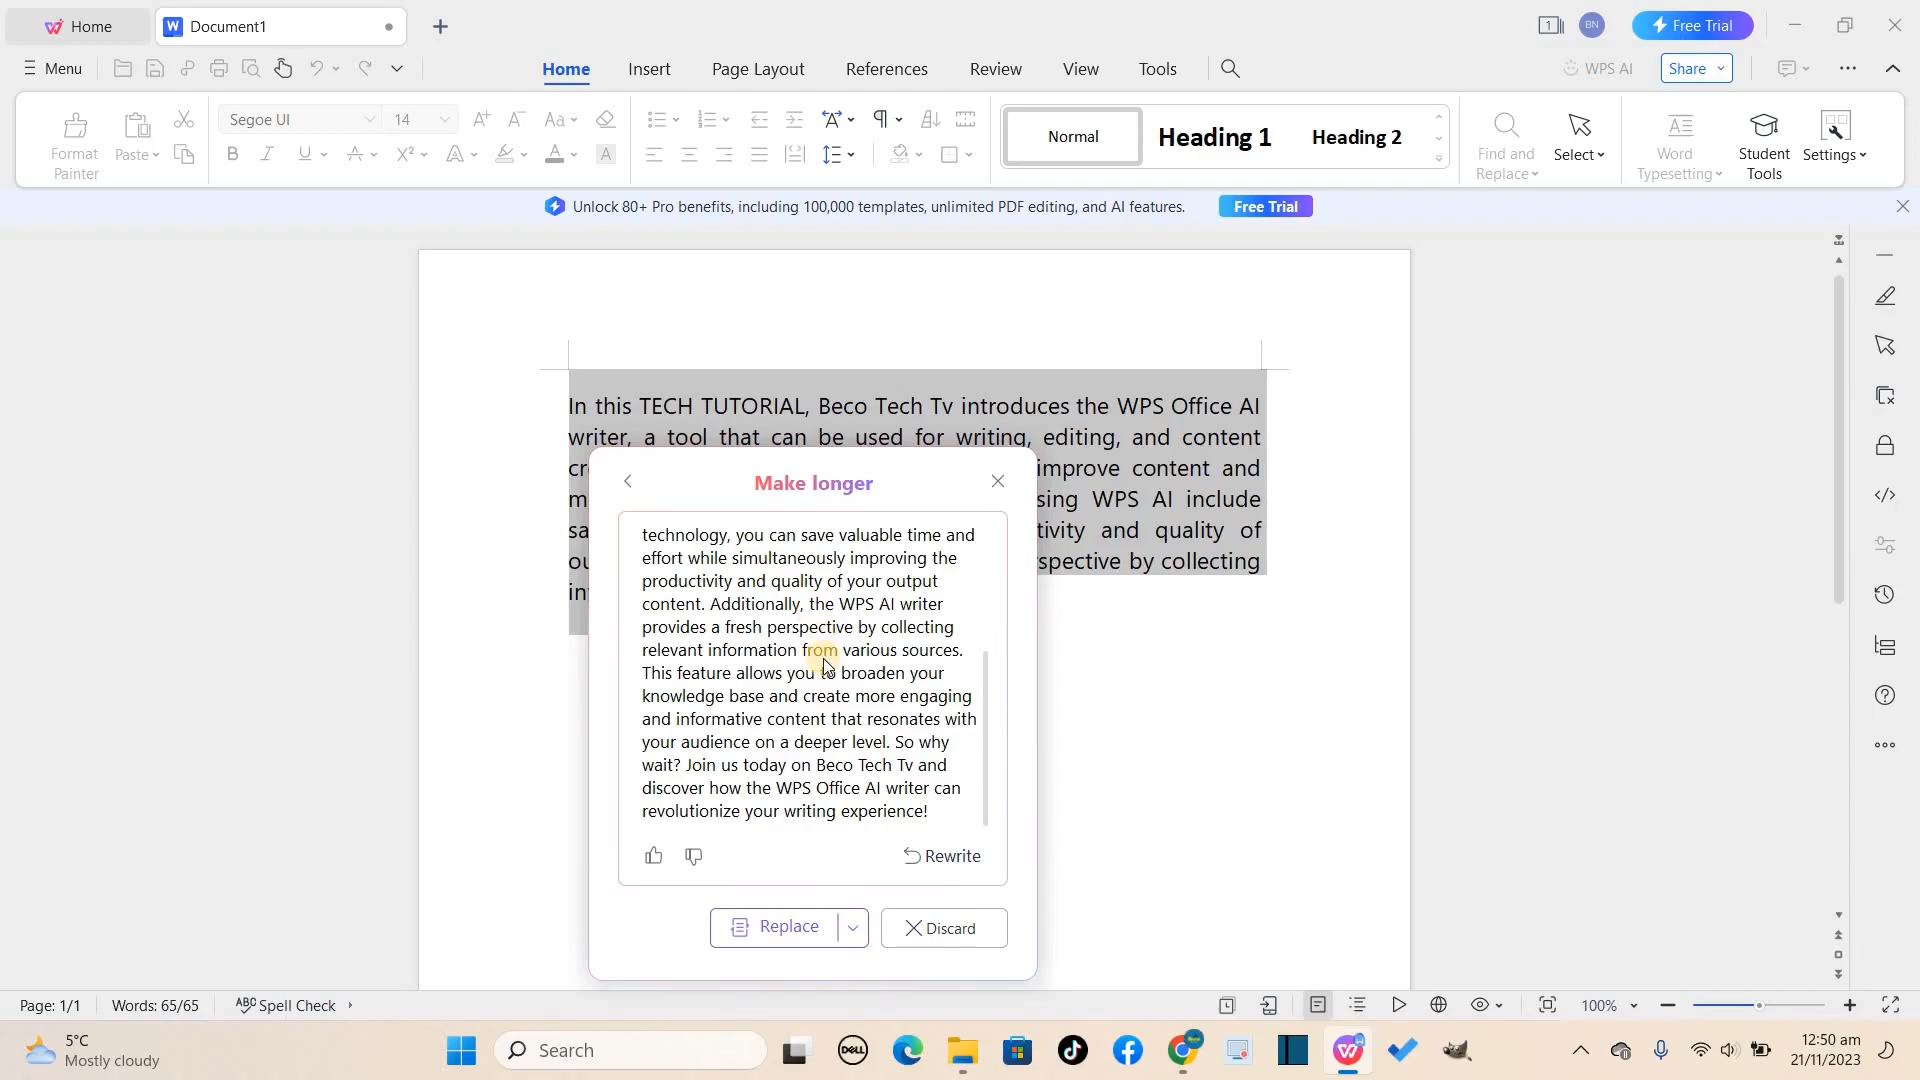 Home
Document1
1
BN
Free Trial
Menu
Home
Insert
Page Layout
References
Review
View
Tools
WPS AI
Share
Format
Painter
Paste
Segoe UI
14
Normal
Heading 1
Heading 2
Find and
Replace
Select
Word
Typesetting
Student
Tools
Settings
Unlock 80+ Pro benefits, including 100,000 templates, unlimited PDF editing, and AI features.
Free Trial
In this TECH TUTORIAL, Beco Tech Tv introduces the WPS Office AI
writer, a tool that can be used for writing, editing, and content
cr improve content and
m sing WPS AI include
sa tivity and quality of
ou spective by collecting
in
Make longer
technology, you can save valuable time and
effort while simultaneously improving the
productivity and quality of your output
content. Additionally, the WPS AI writer
provides a fresh perspective by collecting
relevant information from various sources.
This feature allows you to broaden your
knowledge base and create more engaging
and informative content that resonates with
your audience on a deeper level. So why
wait? Join us today on Beco Tech Tv and
discover how the WPS Office AI writer can
revolutionize your writing experience!
Rewrite
Replace
Discard
Page: 1/1
Words: 65/65
Spell Check
100%
5°C
Mostly cloudy
Search
DELL
12:50 am
21/11/2023